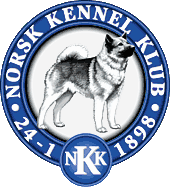 · NORSK KENNEL KLUB ·
24-1 1898
NKK